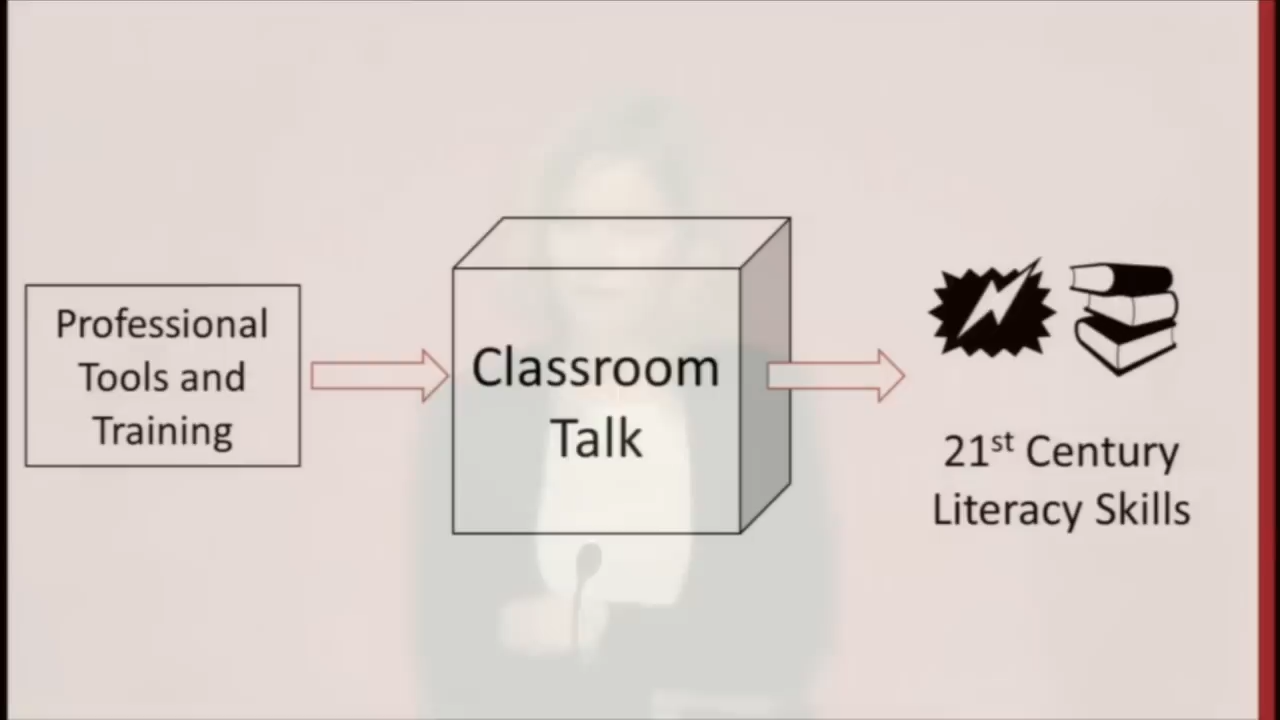 Professional
Tools and
Training
Classroom
Talk
21st Century
Literacy Skills